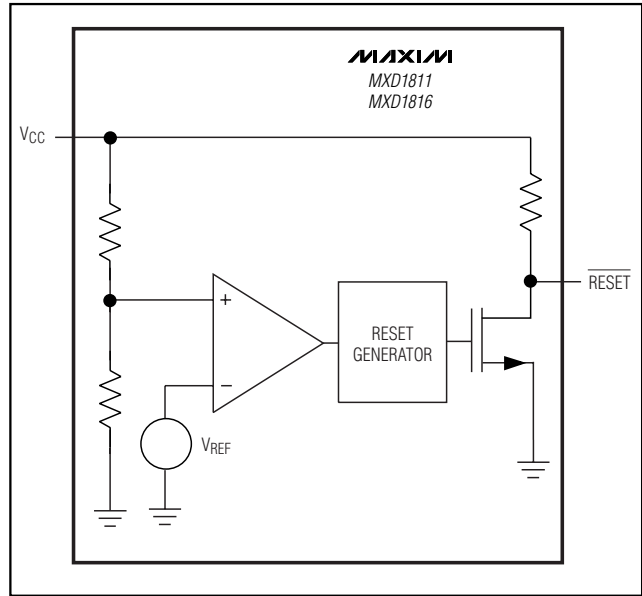 MAXIM
MXD1811
MXD1816
VCC
RESET
+
RESET
GENERATOR
−
VREF